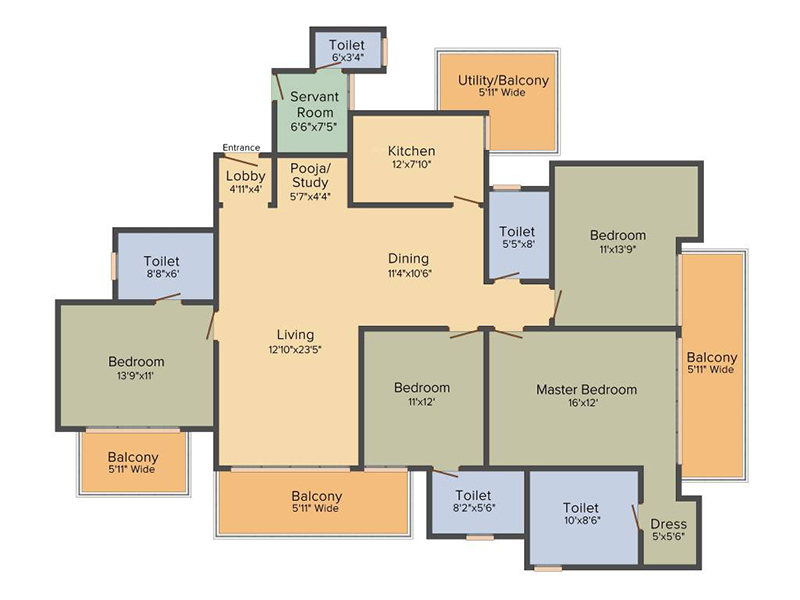 Toilet
6'x3'4"
Utility/Balcony
5'11" Wide
Servant
Room
6'6"x7'5"
Kitchen
12'x7'10"
Entrance
Lobby
4'11"x4'
Pooja/
Study
5'7"x4'4"
Toilet
5'5"x8'
Bedroom
11'x13'9"
Toilet
8'8"x6'
Dining
11'4"x10'6"
Living
12'10"x23'5"
Bedroom
13'9"x11'
Bedroom
11'x12'
Master Bedroom
16'x12'
Balcony
5'11" Wide
Balcony
5'11" Wide
Balcony
5'11" Wide
Toilet
8'2"x5'6"
Toilet
10'x8'6"
Dress
5'x5'6"